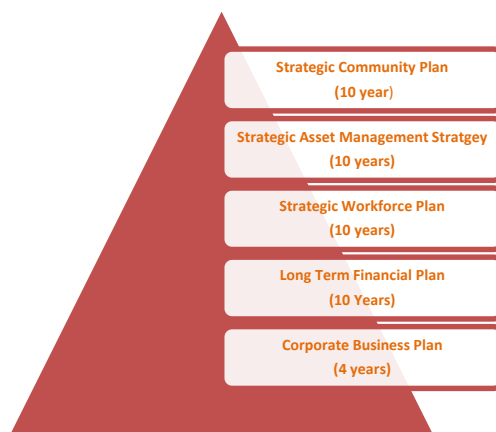 Strategic Community Plan
(10 year)
Strategic Asset Management Stratgey
(10 years)
Strategic Workforce Plan
(10 years)
Long Term Financial Plan
(10 Years)
Corporate Business Plan
(4 years)